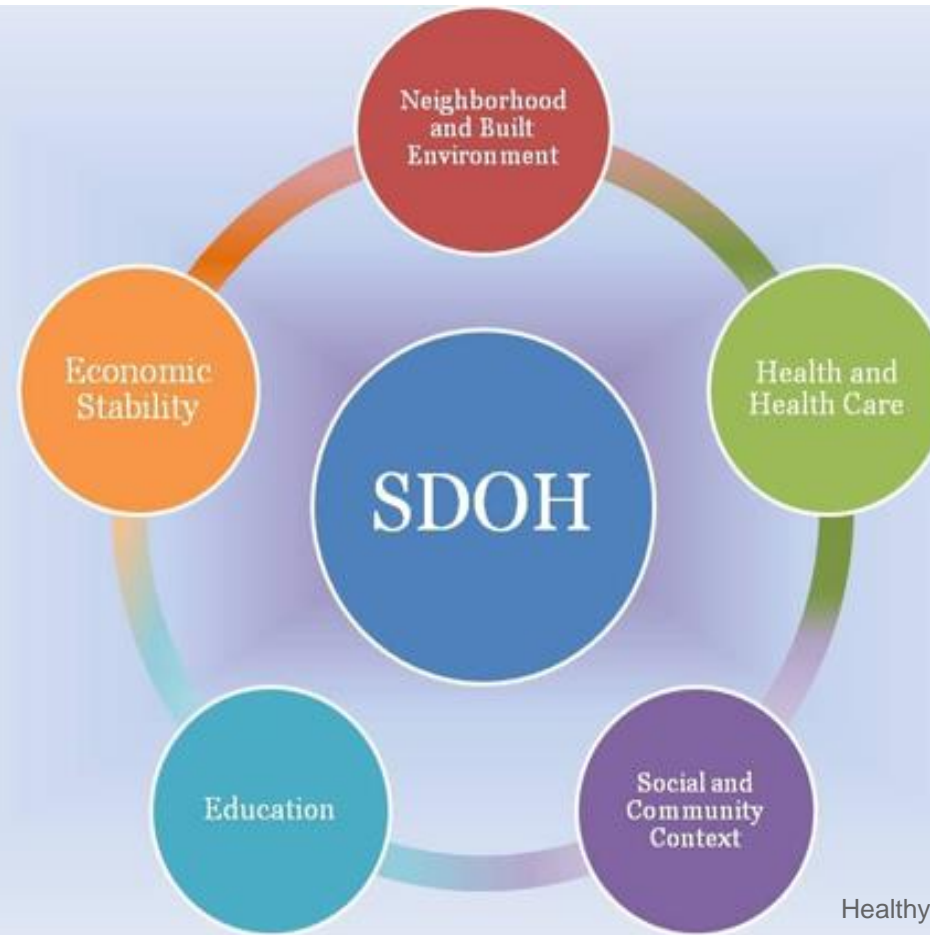 Neighborhood
and Built
Environment
Economic
Stability
Health and
Health Care
SDOH
Education
Social and
Community
Context
Healthy